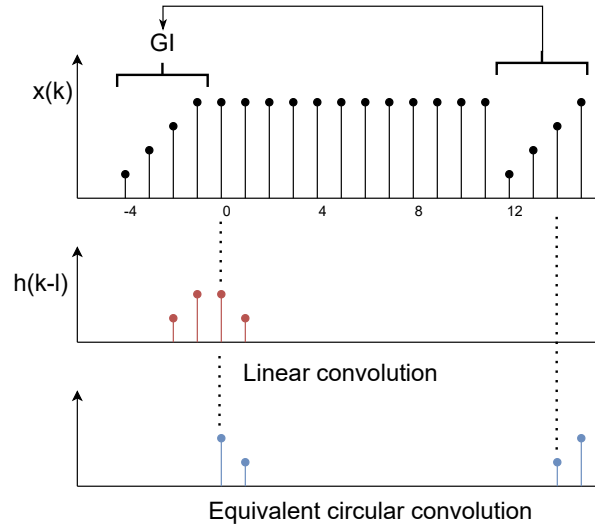 GI
x(k)
-4 0 4 8 12
h(k-l)
Linear convolution
Equivalent circular convolution